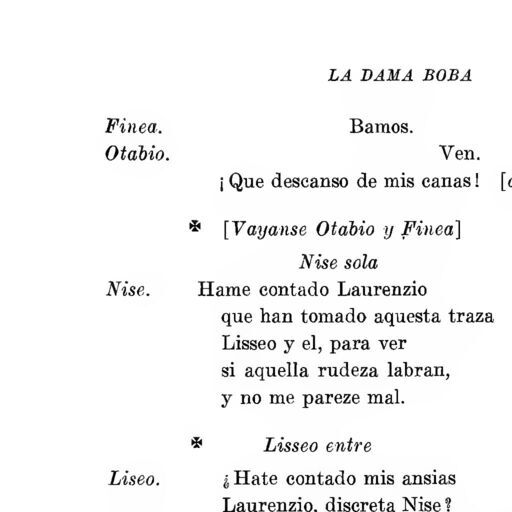 LA DAMA BOBA
Finea. Bamos.
Otabio. Ven.
¡Que descanso de mis canas! [
✠ [Vayanse Otabio y Finea]
Nise sola
Nise. Hame contado Laurenzio
que han tomado aquesta traza
Lisseo y el, para ver
si aquella rudeza labran,
y no me pareze mal.
✠ Lisseo entre
Liseo. ¿Hate contado mis ansias
Laurenzio, discreta Nise?